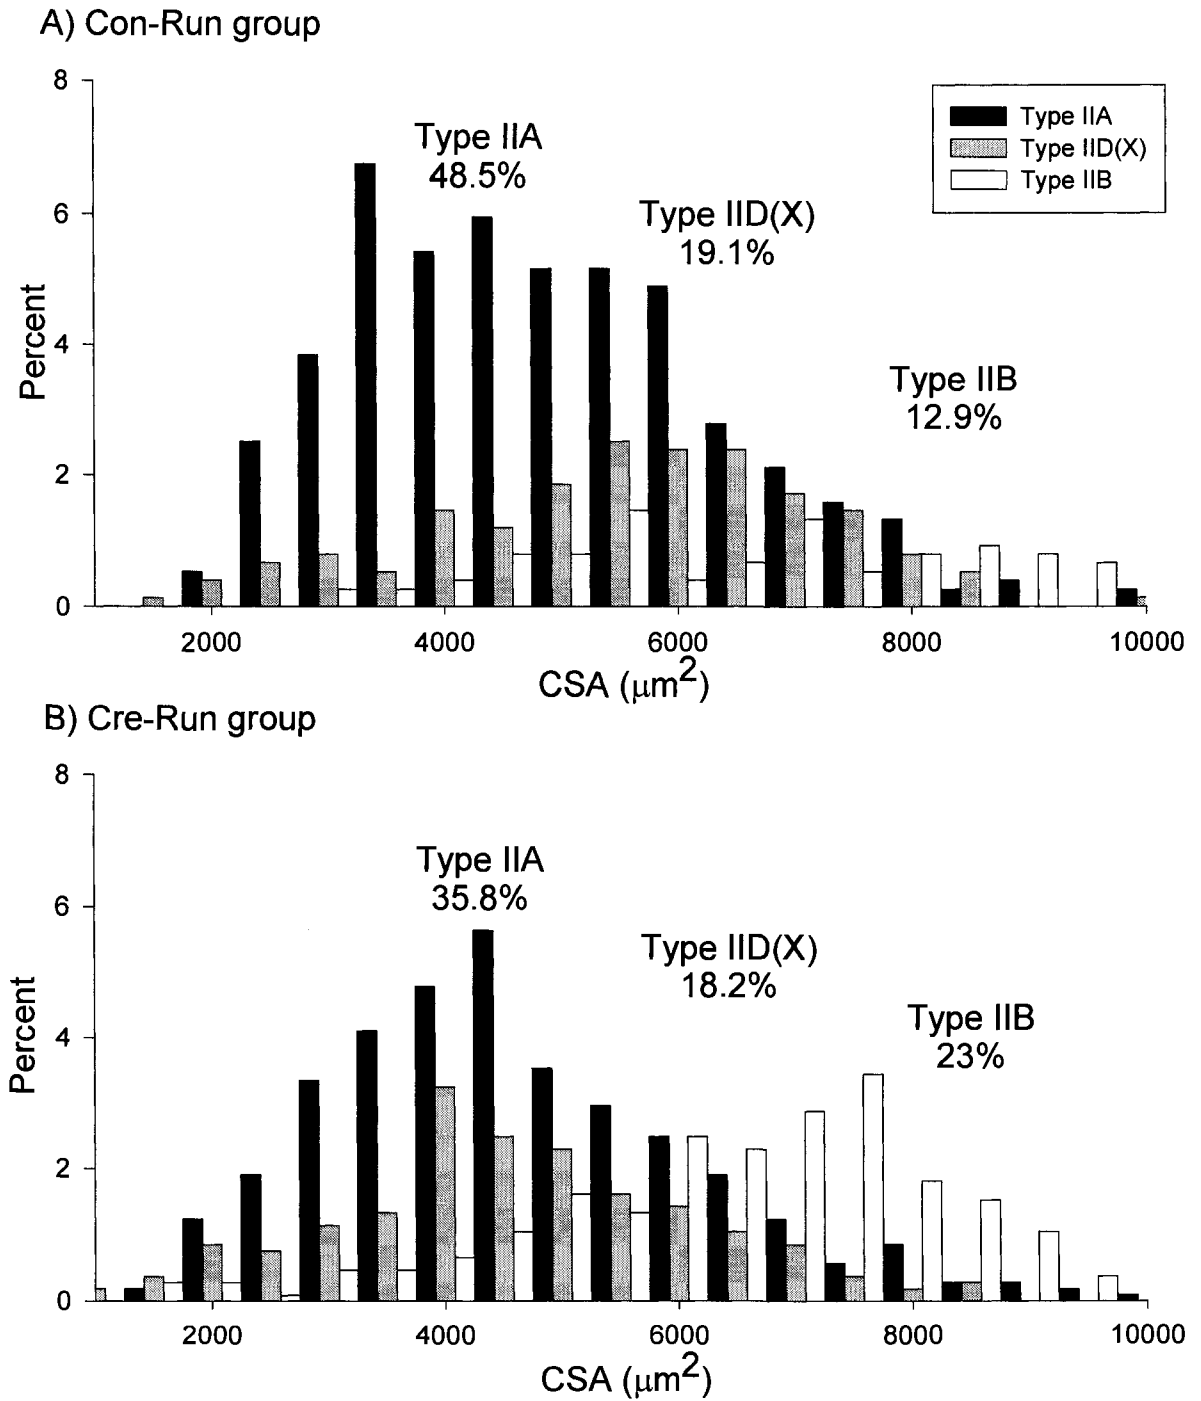 A) Con-Run group
8
Type IIA
Type IID(X)
Type IIB
Type IIA
48.5%
6
Type IID(X)
19.1%
Percent
4
Type IIB
12.9%
2
0
2000 4000 6000 8000 10000
CSA (μm2)
B) Cre-Run group
8
Type IIA
35.8%
6
Type IID(X)
18.2%
Type IIB
23%
Percent
4
2
0
2000 4000 6000 8000 10000
CSA (μm2)